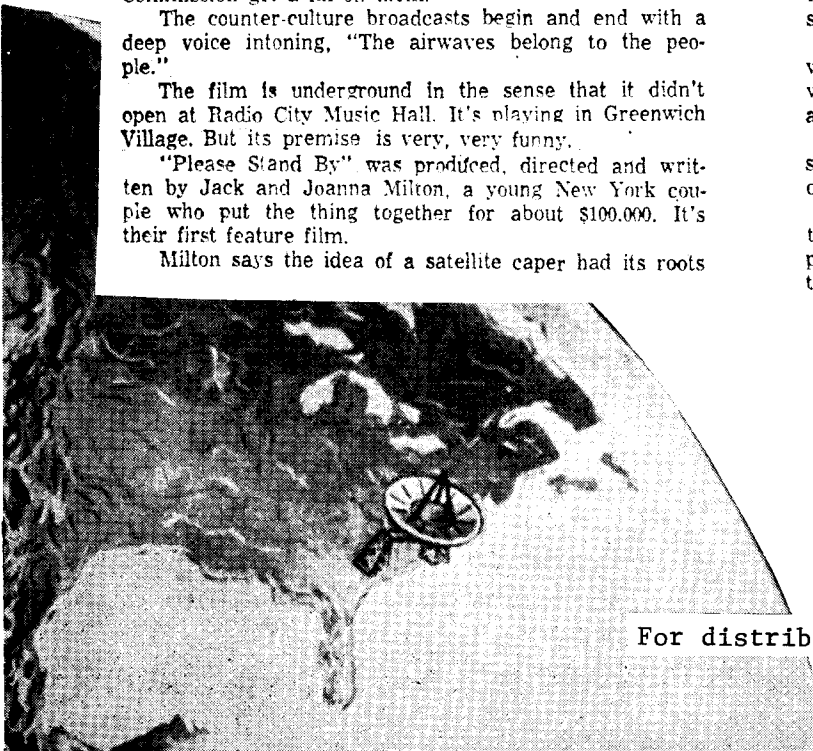 The counter-culture broadcasts begin and end with a
deep voice intoning, "The airwaves belong to the peo-
ple."
The film is underground in the sense that it didn't
open at Radio City Music Hall. It's playing in Greenwich
Village. But its premise is very, very funny.
"Please Stand By" was produced, directed and writ-
ten by Jack and Joanna Milton, a young New York cou-
ple who put the thing together for about $100.000. It's
their first feature film.
Milton says the idea of a satellite caper had its roots
For distrib